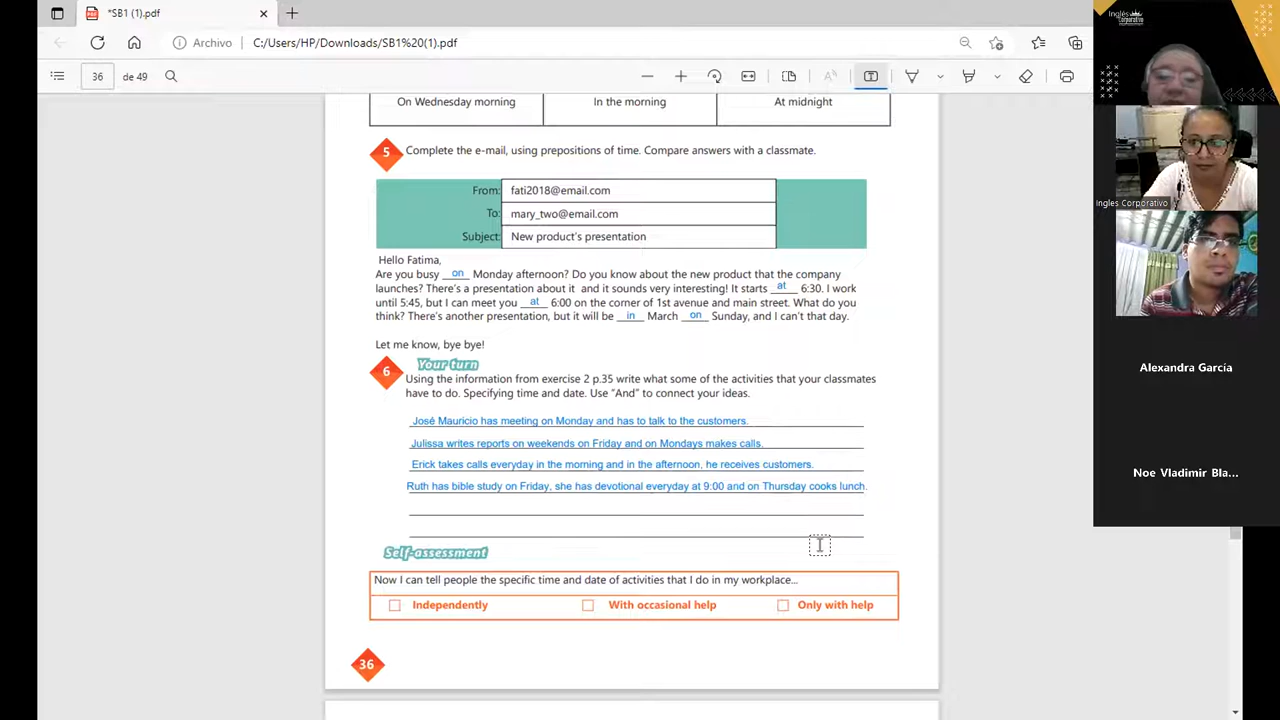 *SB1 (1).pdf
Archivo
C:/Users/HP/Downloads/SB1%20(1).pdf
36 de 49
On Wednesday morning
In the morning
At midnight
5
Complete the e-mail, using prepositions of time. Compare answers with a classmate.
From: fati2018@email.com
To: mary_two@email.com
Subject: New product's presentation
Hello Fatima,
Are you busy on Monday afternoon? Do you know about the new product that the company
launches? There's a presentation about it and it sounds very interesting! It starts at 6:30. I work
until 5:45, but I can meet you at 6:00 on the corner of 1st avenue and main street. What do you
think? There's another presentation, but it will be in March on Sunday, and I can't that day.
Let me know, bye bye!
6
Your turn
Using the information from exercise 2 p.35 write what some of the activities that your classmates
have to do. Specifying time and date. Use "And" to connect your ideas.
José Mauricio has meeting on Monday and has to talk to the customers.
Julissa writes reports on weekends on Friday and on Mondays makes calls.
Erick takes calls everyday in the morning and in the afternoon, he receives customers.
Ruth has bible study on Friday, she has devotional everyday at 9:00 and on Thursday cooks lunch.
Self-assessment
Now I can tell people the specific time and date of activities that I do in my workplace...
Independently
With occasional help
Only with help
36
Inglés
Corporativo
Ingles Corporativo
Alexandra García
Noe Vladimir Bla...